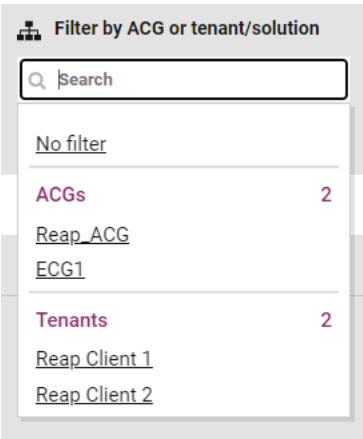 Filter by ACG or tenant/solution
Search
No filter
ACGs 2
Reap_ACG
ECG1
Tenants 2
Reap Client 1
Reap Client 2